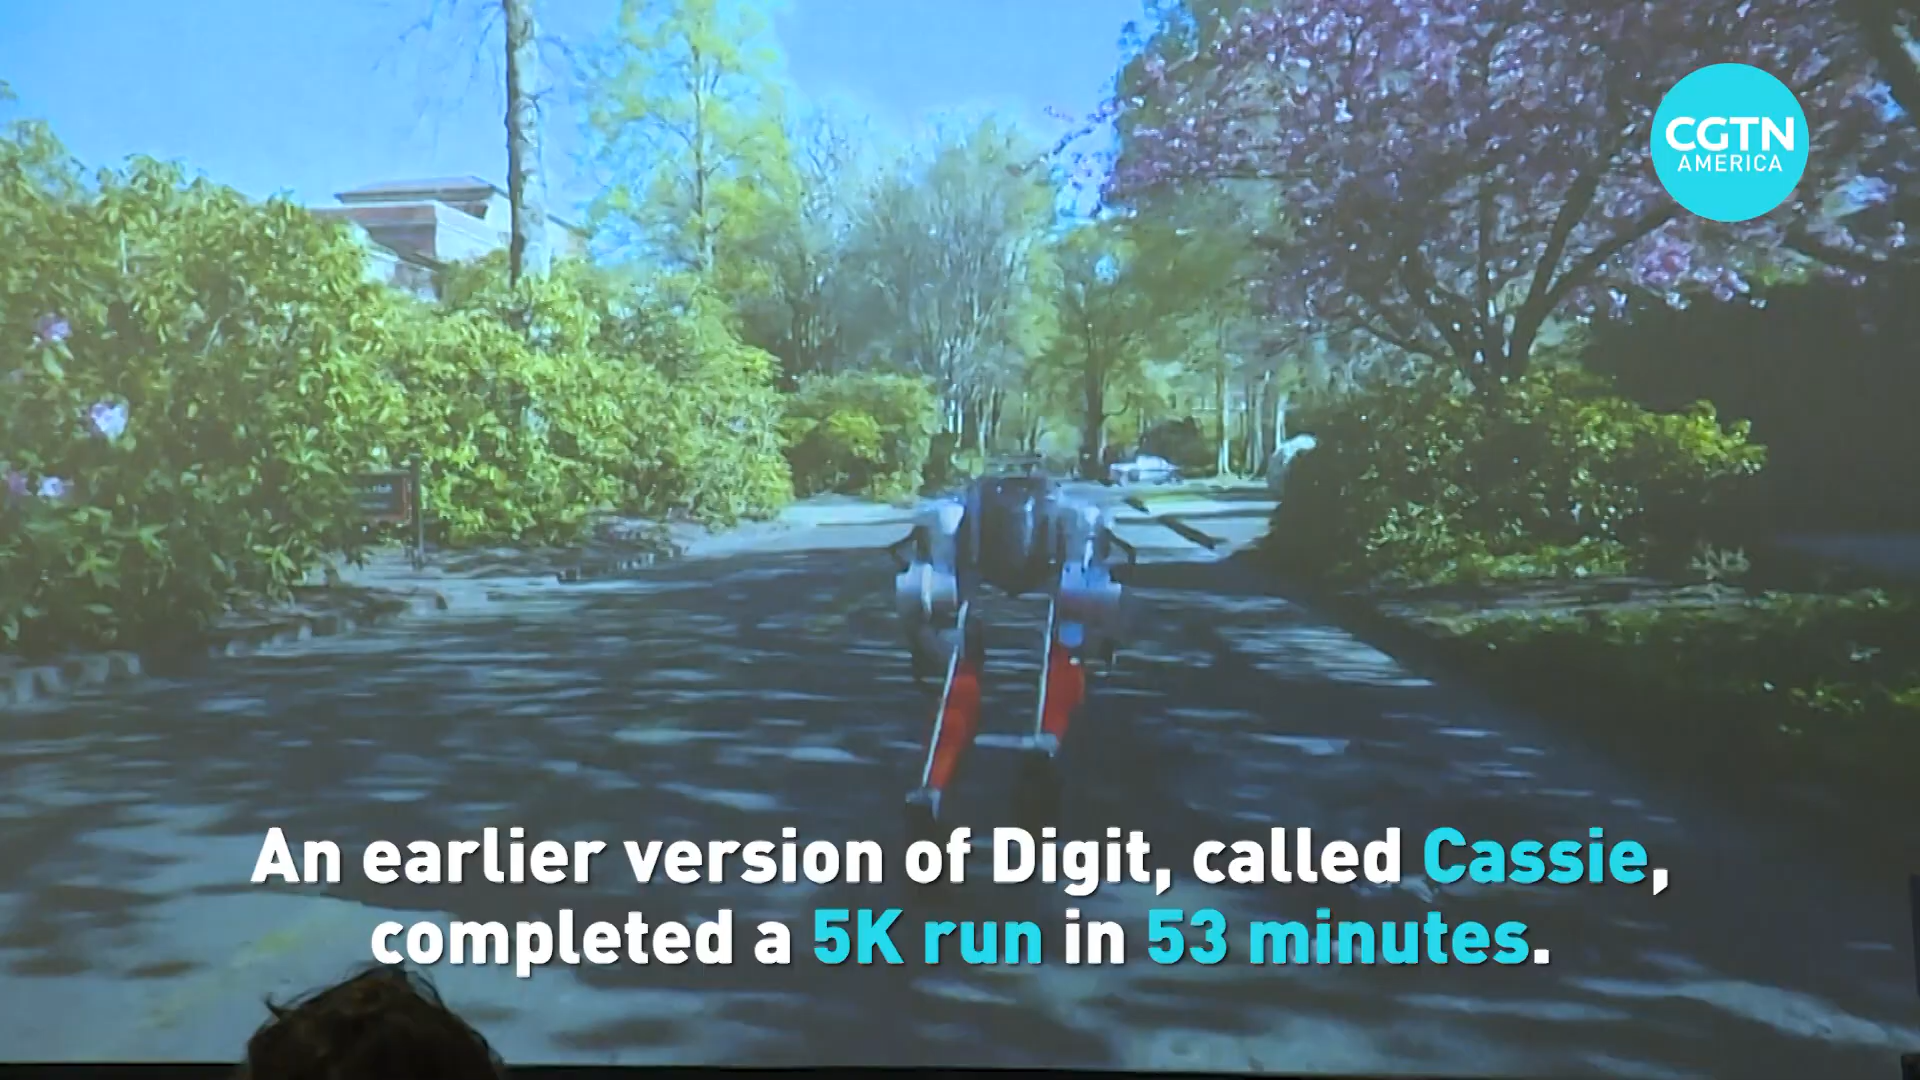 CGTN
AMERICA
An earlier version of Digit, called Cassie,
completed a 5K run in 53 minutes.